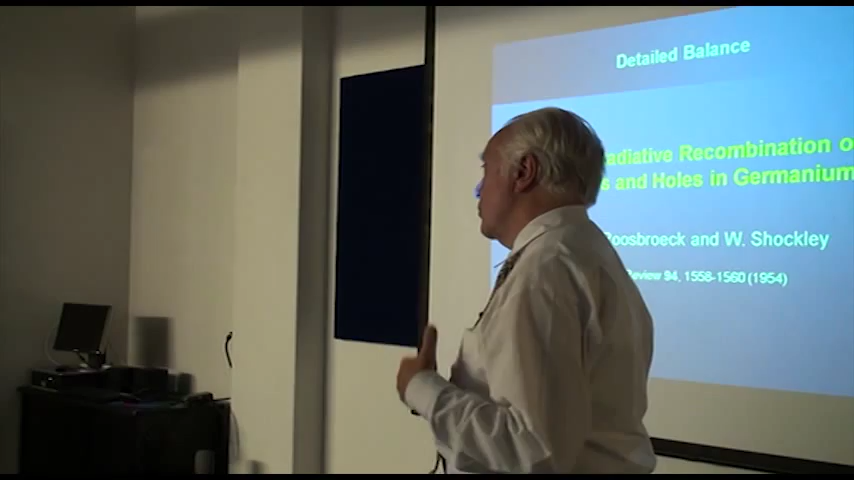 Detailed Balance
adiative Recombination o
s and Holes in Germanium
Roosbroeck and W. Shockley
Review 94, 1558-1560 (1954)